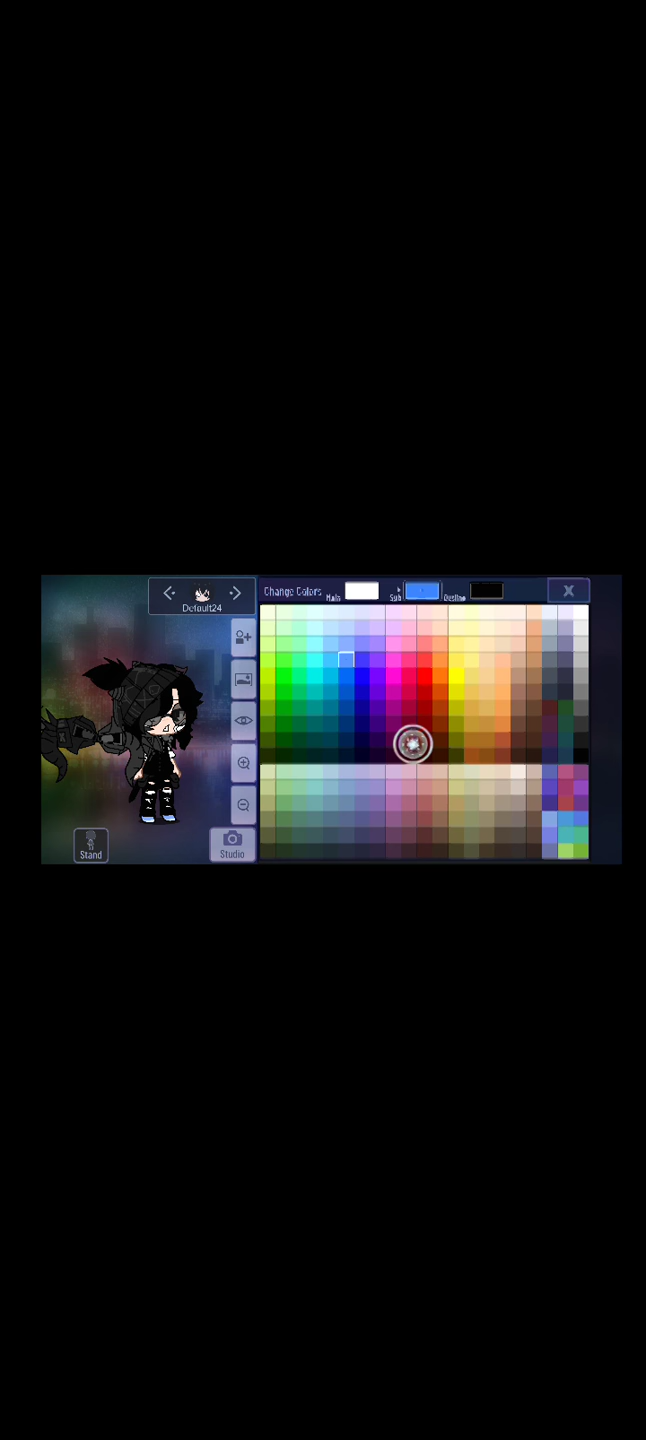 Default24
Change Colors
Main
Sub
Outline
X
Stand
Studio